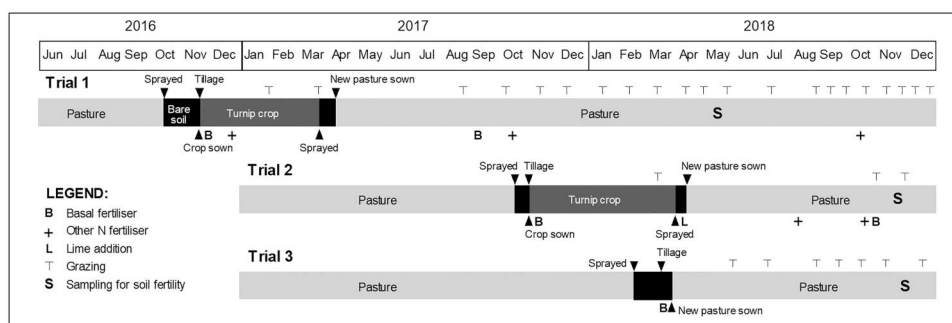 2016 2017 2018
Jun Jul Aug Sep Oct Nov Dec Jan Feb Mar Apr May Jun Jul Aug Sep Oct Nov Dec Jan Feb Mar Apr May Jun Jul Aug Sep Oct Nov Dec
Trial 1
Sprayed Tillage New pasture sown
Pasture Bare soil Turnip crop Pasture S
B + B + +
Crop sown Sprayed
Trial 2
Sprayed Tillage New pasture sown
Pasture Turnip crop Pasture S
B L + + B
Crop sown Sprayed
Trial 3
Tillage
Sprayed
Pasture Pasture S
B New pasture sown
LEGEND:
B Basal fertiliser
+ Other N fertiliser
L Lime addition
T Grazing
S Sampling for soil fertility